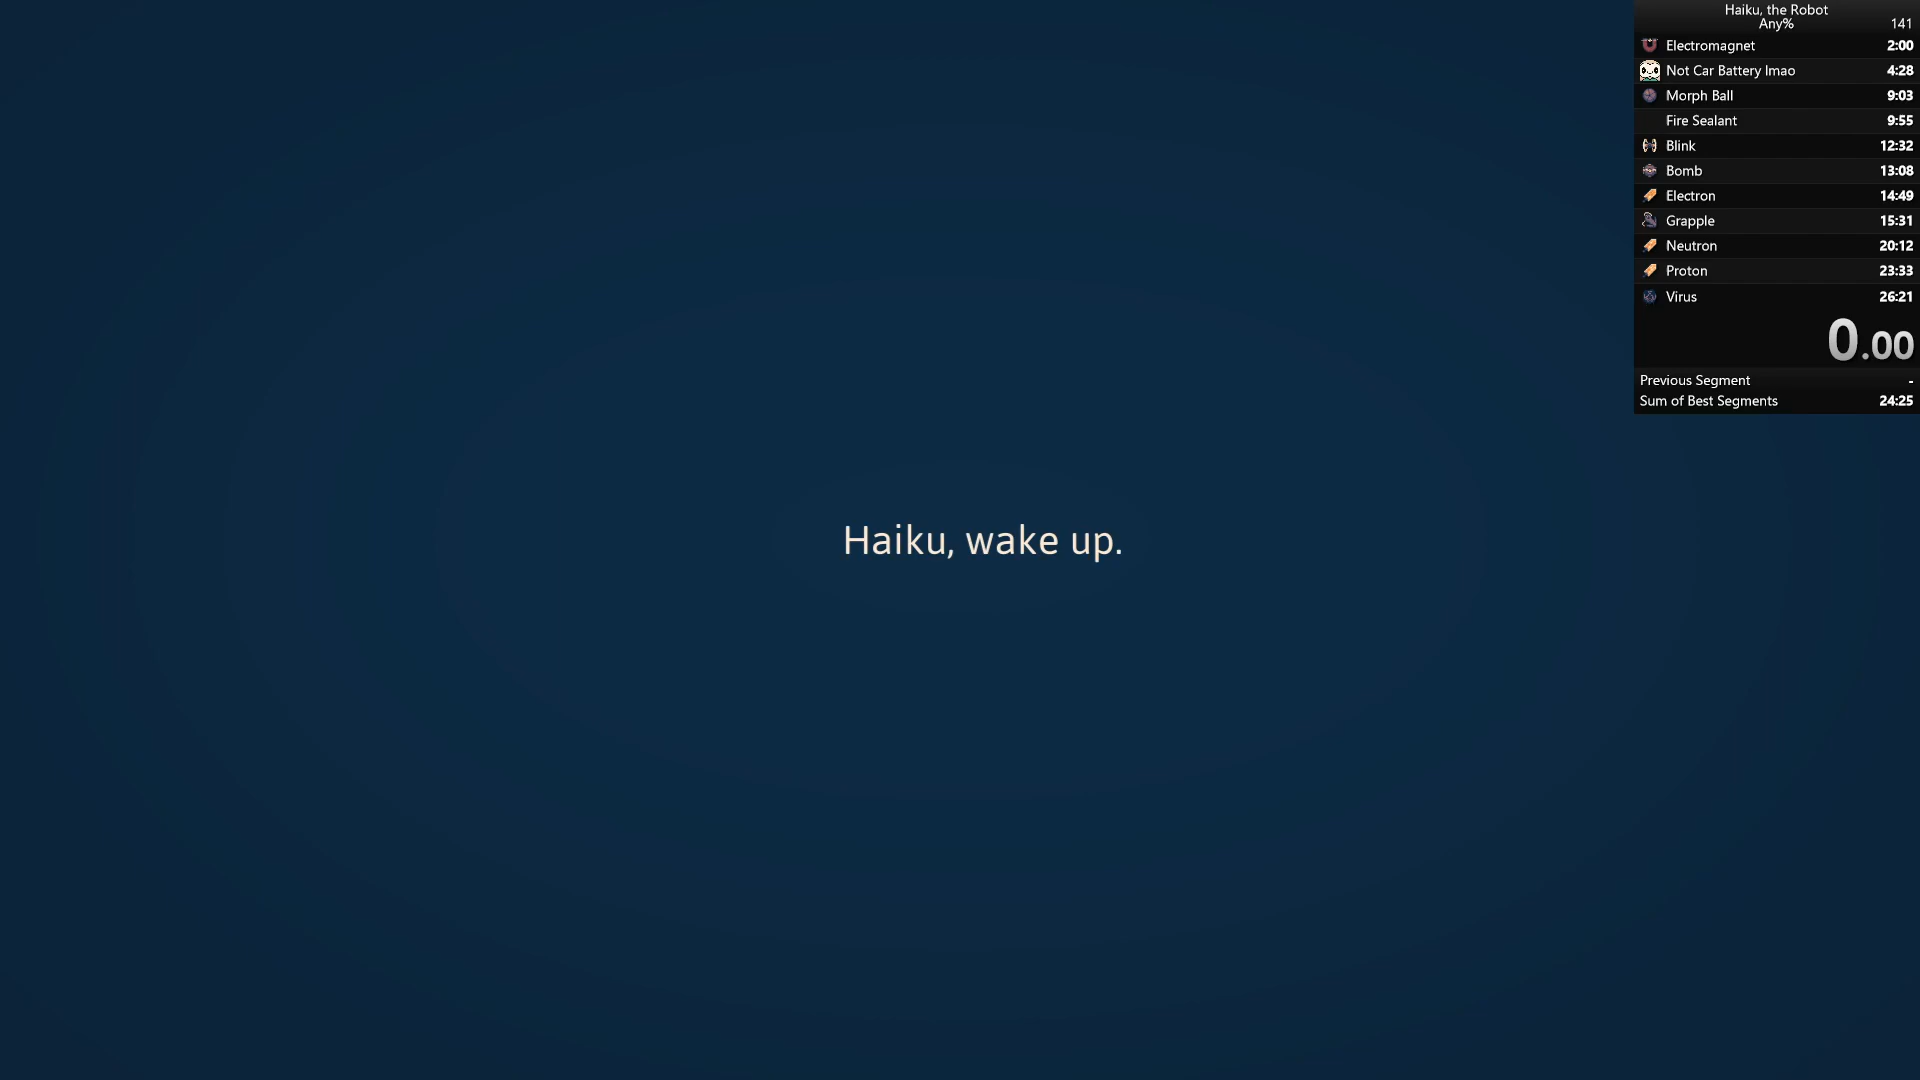 Haiku, the Robot
Any% 141
Electromagnet 2:00
Not Car Battery lmao 4:28
Morph Ball 9:03
Fire Sealant 9:55
Blink 12:32
Bomb 13:08
Electron 14:49
Grapple 15:31
Neutron 20:12
Proton 23:33
Virus 26:21
0.00
Previous Segment -
Sum of Best Segments 24:25
Haiku, wake up.